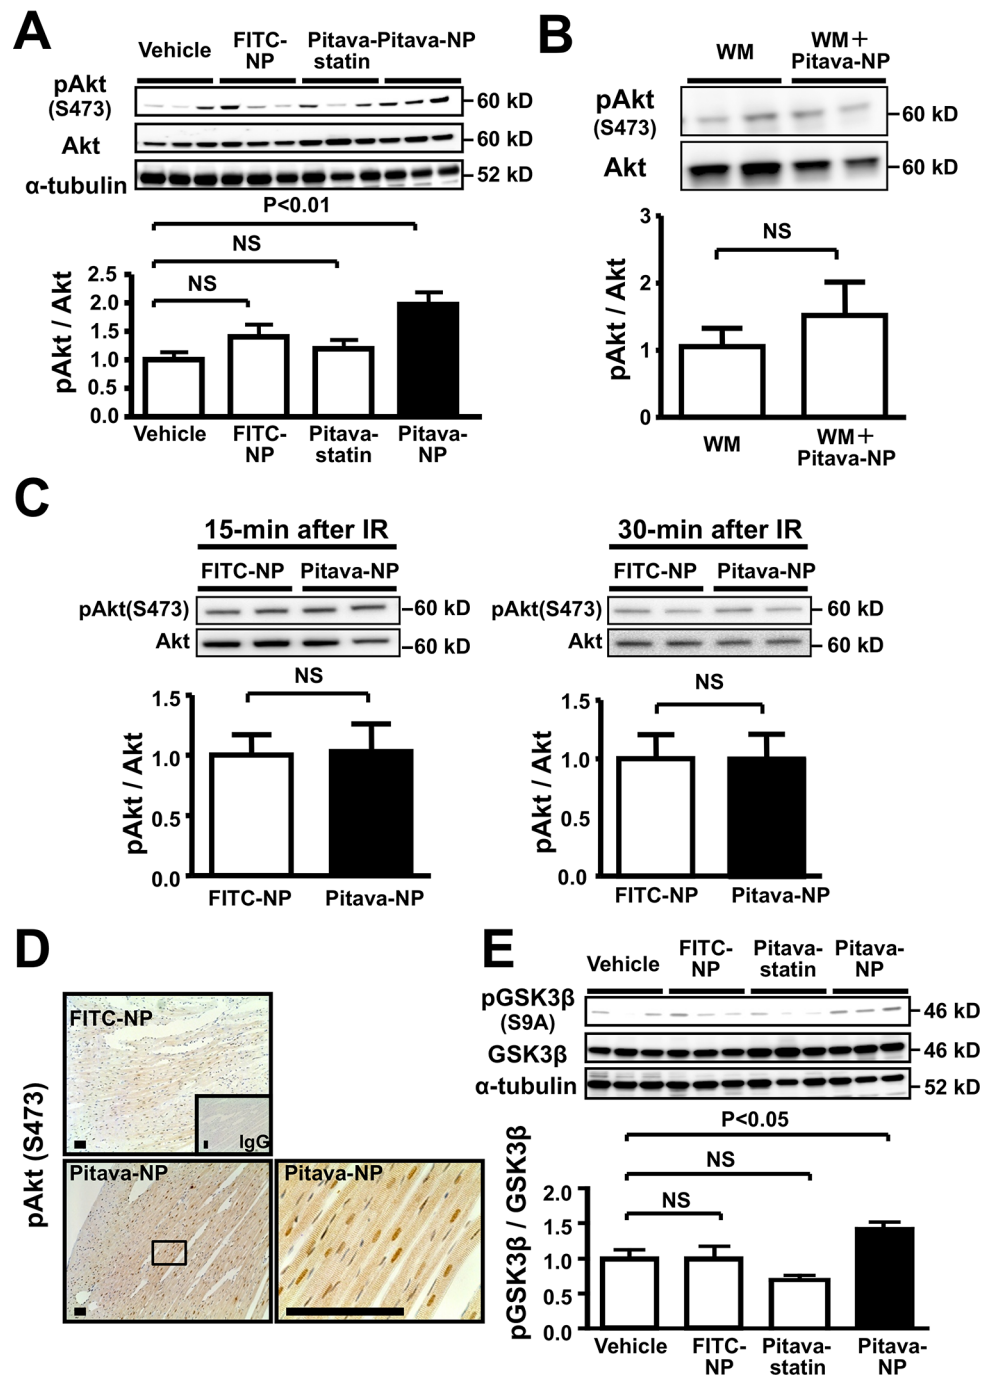 A
Vehicle FITC-NP Pitava-statin Pitava-NP
pAkt (S473) 60 kD
Akt 60 kD
α-tubulin 52 kD
P<0.01
NS
NS
pAkt / Akt
2.5
2.0
1.5
1.0
0.5
0.0
Vehicle FITC-NP Pitava-statin Pitava-NP
B
WM WM+ Pitava-NP
pAkt (S473) 60 kD
Akt 60 kD
NS
pAkt / Akt
3
2
1
0
WM WM+ Pitava-NP
C
15-min after IR
FITC-NP Pitava-NP
pAkt(S473) 60 kD
Akt 60 kD
NS
pAkt / Akt
1.5
1.0
0.5
0.0
FITC-NP Pitava-NP
30-min after IR
FITC-NP Pitava-NP
pAkt(S473) 60 kD
Akt 60 kD
NS
pAkt / Akt
1.5
1.0
0.5
0.0
FITC-NP Pitava-NP
D
pAkt (S473)
FITC-NP
IgG
Pitava-NP
Pitava-NP
E
Vehicle FITC-NP Pitava-statin Pitava-NP
pGSK3β (S9A) 46 kD
GSK3β 46 kD
α-tubulin 52 kD
P<0.05
NS
NS
pGSK3β / GSK3β
2.0
1.5
1.0
0.5
0.0
Vehicle FITC-NP Pitava-statin Pitava-NP